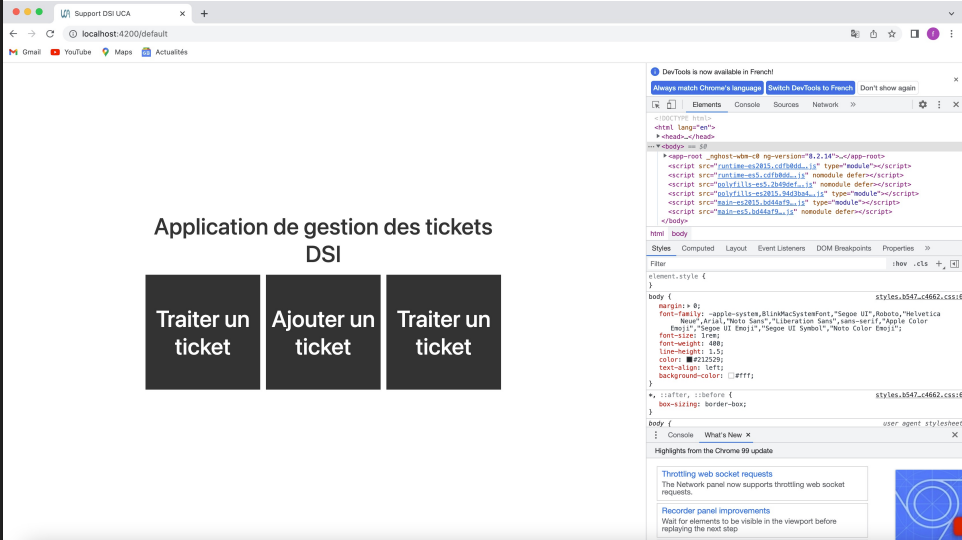 Support DSI UCA
localhost:4200/default
Gmail YouTube Maps Actualités
Application de gestion des tickets
DSI
Traiter un
ticket
Ajouter un
ticket
Traiter un
ticket
DevTools is now available in French!
Always match Chrome's language Switch DevTools to French Don't show again
Elements Console Sources Network »
<!DOCTYPE html>
<html lang="en">
<head>…</head>
<body> == $0
<app-root _nghost-wbm-c0 ng-version="8.2.14">…</app-root>
<script src="runtime-es2015.cdfb0dd….js" type="module"></script>
<script src="runtime-es5.cdfb0dd….js" nomodule defer></script>
<script src="polyfills-es5.2b49def….js" nomodule defer></script>
<script src="polyfills-es2015.94d3ba4….js" type="module"></script>
<script src="main-es2015.bd44af9….js" type="module"></script>
<script src="main-es5.bd44af9….js" nomodule defer></script>
</body>
html body
Styles Computed Layout Event Listeners DOM Breakpoints Properties »
Filter :hov .cls +
element.style {
}
body { styles.b547…c4662.css:6
margin: 0;
font-family: -apple-system,BlinkMacSystemFont,"Segoe UI",Roboto,"Helvetica
Neue",Arial,"Noto Sans","Liberation Sans",sans-serif,"Apple Color
Emoji","Segoe UI Emoji","Segoe UI Symbol","Noto Color Emoji";
font-size: 1rem;
font-weight: 400;
line-height: 1.5;
color: #212529;
text-align: left;
background-color: #fff;
}
*, ::after, ::before { styles.b547…c4662.css:6
box-sizing: border-box;
}
body { user agent stylesheet
Console What's New ×
Highlights from the Chrome 99 update
Throttling web socket requests
The Network panel now supports throttling web socket
requests.
Recorder panel improvements
Wait for elements to be visible in the viewport before
replaying the next step